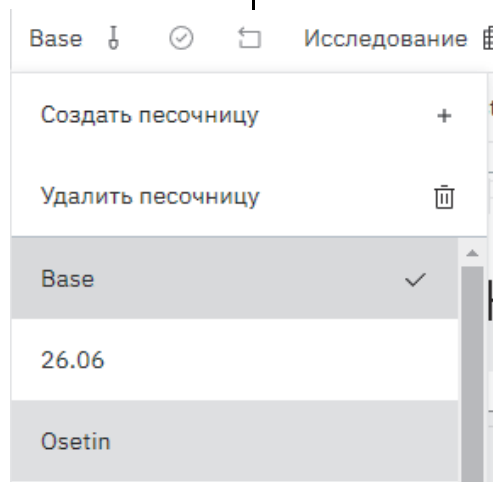 Base Исследование
Создать песочницу
Удалить песочницу
Base
26.06
Osetin